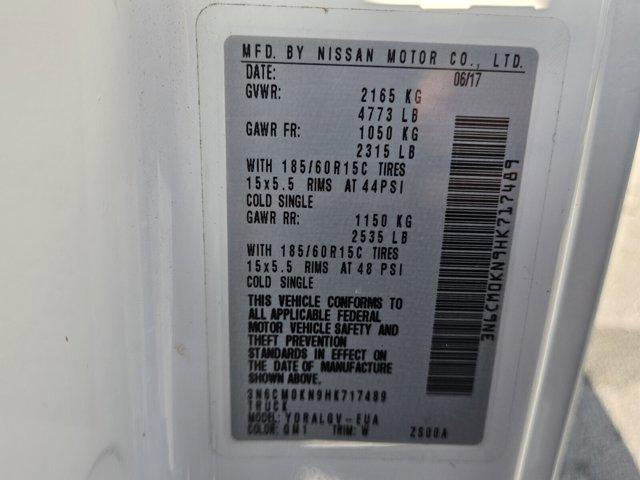 MFD. BY NISSAN MOTOR CO., LTD.
DATE: 06/17
GVWR: 2165 KG
4773 LB
GAWR FR: 1050 KG
2315 LB
WITH 185/60R15C TIRES
15x5.5 RIMS AT 44PSI
COLD SINGLE
GAWR RR: 1150 KG
2535 LB
WITH 185/60R15C TIRES
15x5.5 RIMS AT 48 PSI
COLD SINGLE
THIS VEHICLE CONFORMS TO
ALL APPLICABLE FEDERAL
MOTOR VEHICLE SAFETY AND
THEFT PREVENTION
STANDARDS IN EFFECT ON
THE DATE OF MANUFACTURE
SHOWN ABOVE.
3N6CM0KN9HK717489
TRUCK
MODEL: YDRALGV-EUA
COLOR: QM1 TRIM: W ZS00A
3N6CM0KN9HK717489